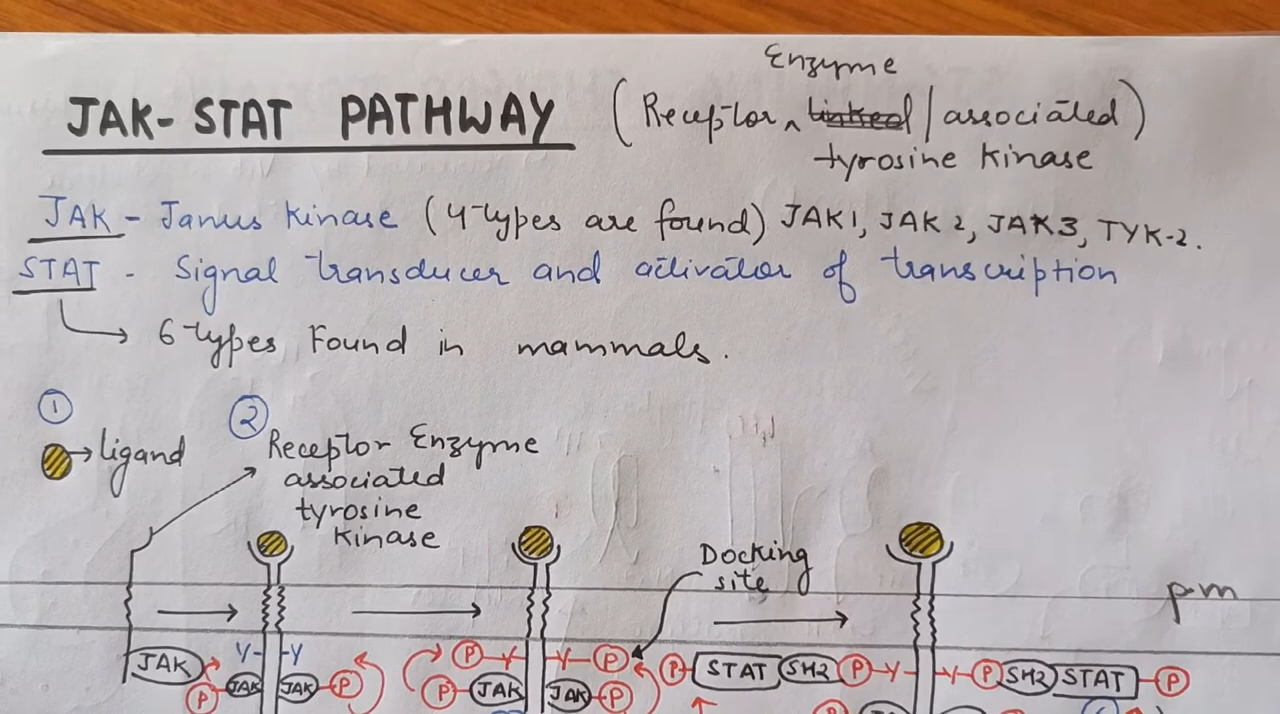 Enzyme
JAK-STAT PATHWAY (Receptor ^ linked / associated)
tyrosine kinase
JAK - Janus kinase (4-types are found) JAK1, JAK 2, JAK3, TYK-2.
STAT - Signal transducer and activator of transcription
→ 6-types Found in mammals.
① ②
→ ligand
Receptor Enzyme
associated
tyrosine
kinase
Docking
site
pm
JAK Y Y P Y Y P P STAT SH2 P Y Y P SH2 STAT P
P JAK JAK P P JAK JAK P